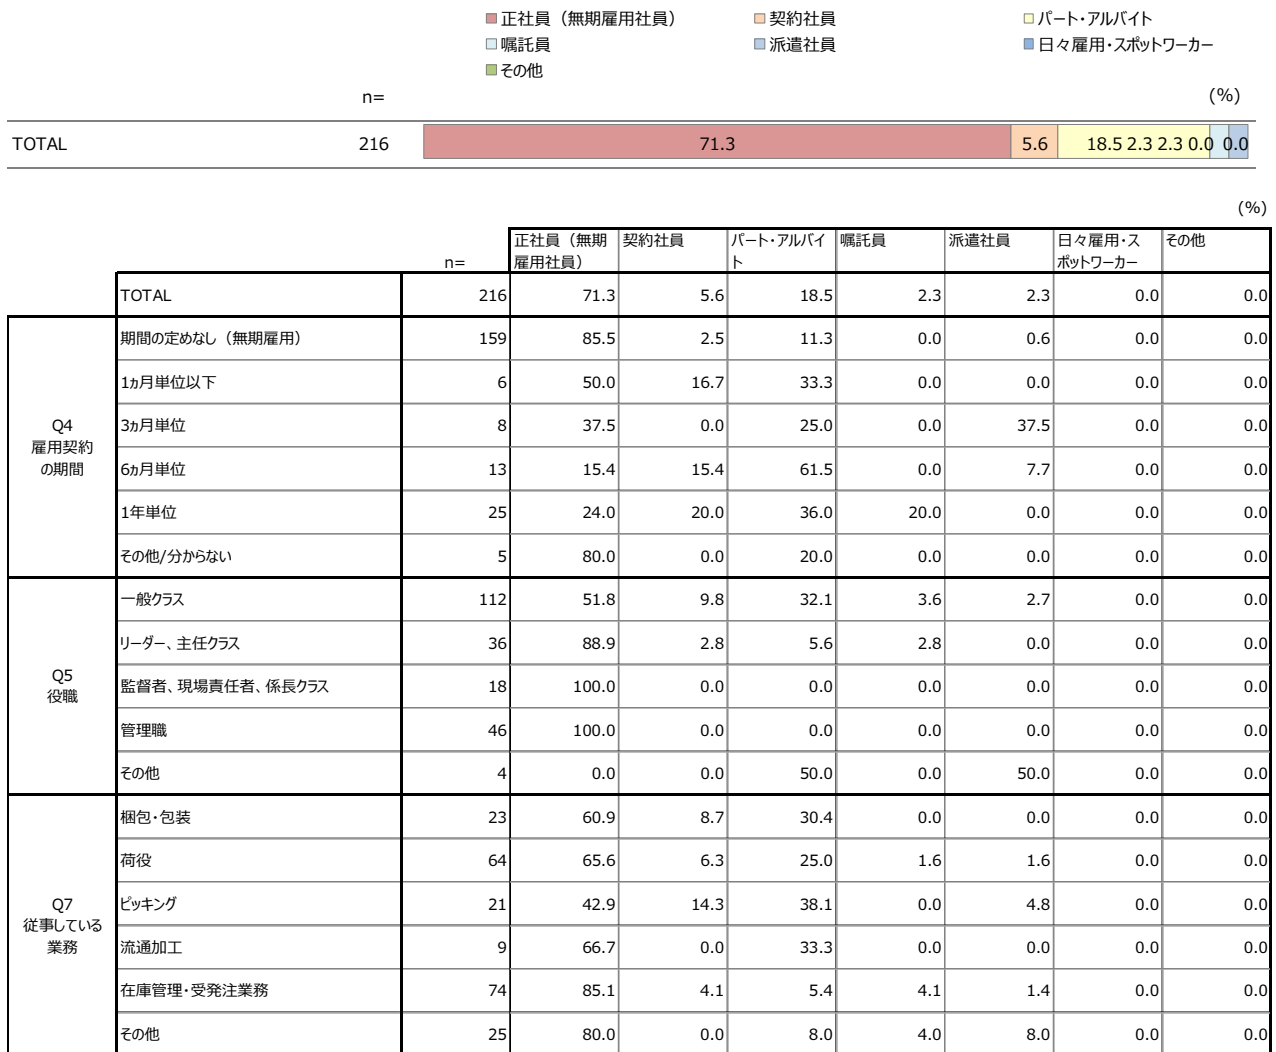 正社員（無期雇用社員） 契約社員 パート・アルバイト
嘱託員 派遣社員 日々雇用・スポットワーカー
その他
n= (%)
TOTAL 216 71.3 5.6 18.5 2.3 2.3 0.0 0.0
(%)
n= 正社員（無期雇用社員） 契約社員 パート・アルバイト 嘱託員 派遣社員 日々雇用・スポットワーカー その他
TOTAL 216 71.3 5.6 18.5 2.3 2.3 0.0 0.0
Q4 雇用契約の期間
期間の定めなし（無期雇用） 159 85.5 2.5 11.3 0.0 0.6 0.0 0.0
1ヵ月単位以下 6 50.0 16.7 33.3 0.0 0.0 0.0 0.0
3ヵ月単位 8 37.5 0.0 25.0 0.0 37.5 0.0 0.0
6ヵ月単位 13 15.4 15.4 61.5 0.0 7.7 0.0 0.0
1年単位 25 24.0 20.0 36.0 20.0 0.0 0.0 0.0
その他/分からない 5 80.0 0.0 20.0 0.0 0.0 0.0 0.0
Q5 役職
一般クラス 112 51.8 9.8 32.1 3.6 2.7 0.0 0.0
リーダー、主任クラス 36 88.9 2.8 5.6 2.8 0.0 0.0 0.0
監督者、現場責任者、係長クラス 18 100.0 0.0 0.0 0.0 0.0 0.0 0.0
管理職 46 100.0 0.0 0.0 0.0 0.0 0.0 0.0
その他 4 0.0 0.0 50.0 0.0 50.0 0.0 0.0
Q7 従事している業務
梱包・包装 23 60.9 8.7 30.4 0.0 0.0 0.0 0.0
荷役 64 65.6 6.3 25.0 1.6 1.6 0.0 0.0
ピッキング 21 42.9 14.3 38.1 0.0 4.8 0.0 0.0
流通加工 9 66.7 0.0 33.3 0.0 0.0 0.0 0.0
在庫管理・受発注業務 74 85.1 4.1 5.4 4.1 1.4 0.0 0.0
その他 25 80.0 0.0 8.0 4.0 8.0 0.0 0.0